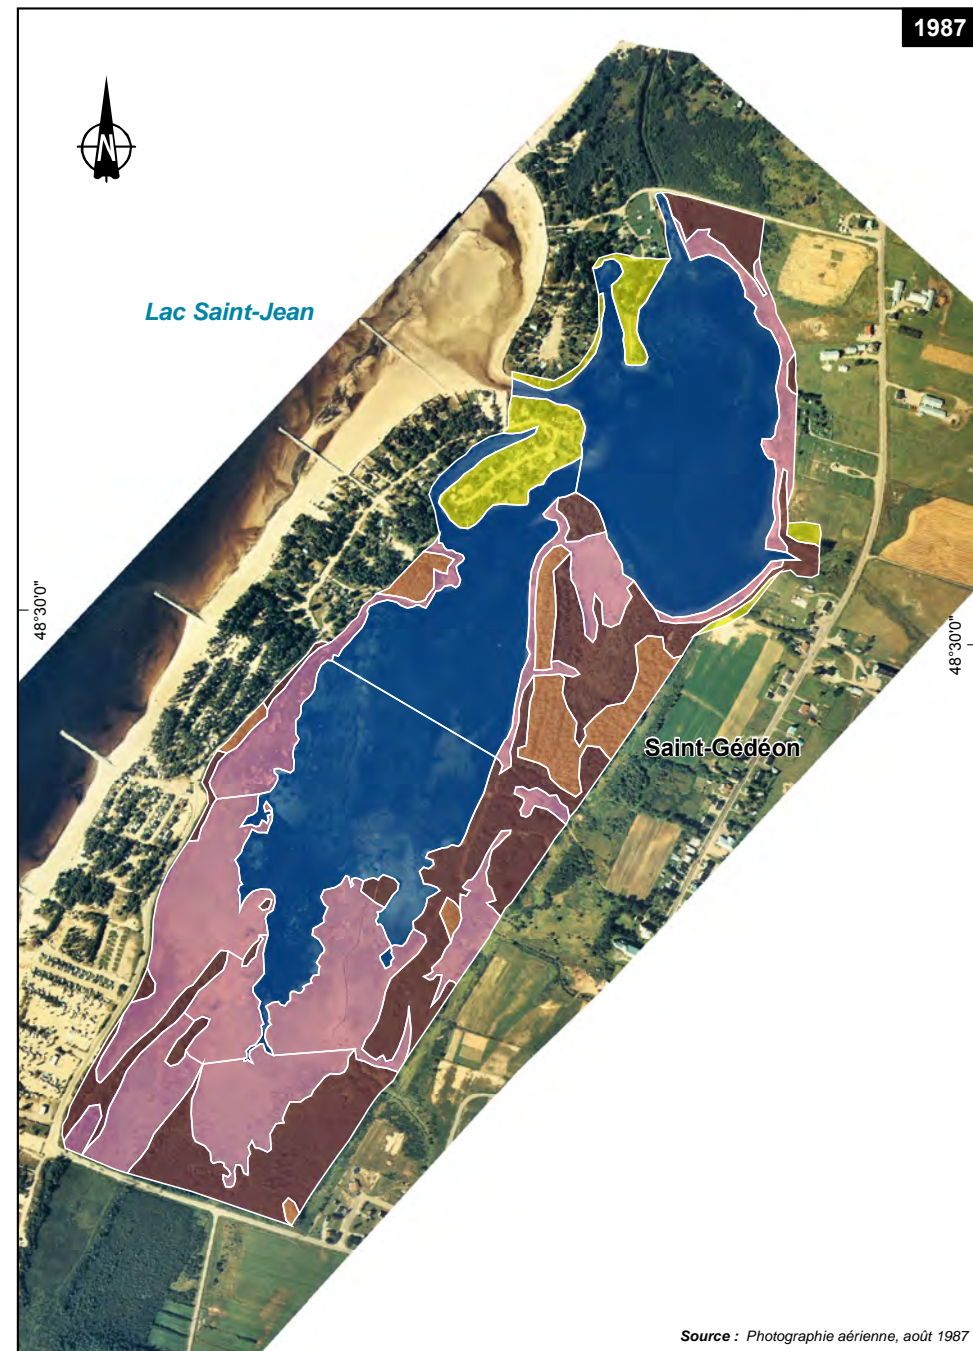 1987
N
Lac Saint-Jean
48°30'0"
48°30'0"
Saint-Gédéon
Source : Photographie aérienne, août 1987